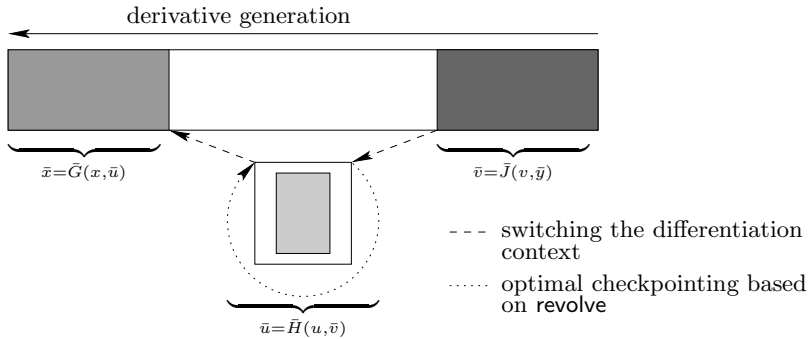 derivative generation
x̄=Ḡ(x,ū)
v̄=J̄(v,ȳ)
switching the differentiation
context
optimal checkpointing based
on revolve
ū=H̄(u,v̄)